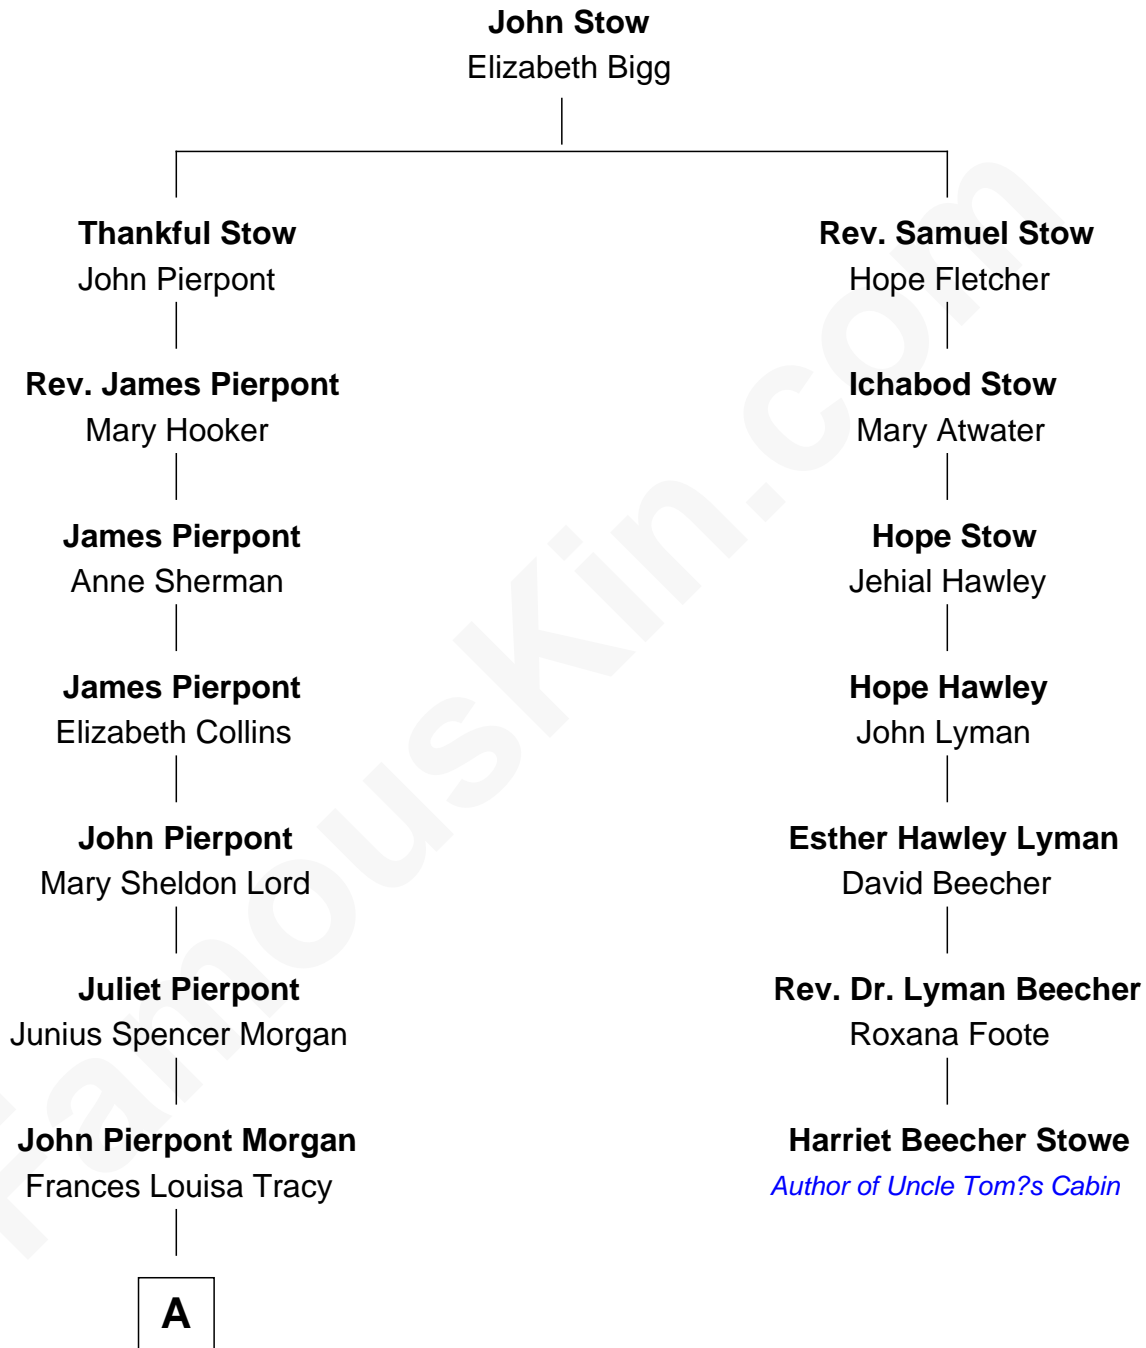 John Stow
Elizabeth Bigg
Thankful Stow
John Pierpont
Rev. Samuel Stow
Hope Fletcher
Rev. James Pierpont
Mary Hooker
Ichabod Stow
Mary Atwater
James Pierpont
Anne Sherman
Hope Stow
Jehial Hawley
James Pierpont
Elizabeth Collins
Hope Hawley
John Lyman
John Pierpont
Mary Sheldon Lord
Esther Hawley Lyman
David Beecher
Juliet Pierpont
Junius Spencer Morgan
Rev. Dr. Lyman Beecher
Roxana Foote
John Pierpont Morgan
Frances Louisa Tracy
Harriet Beecher Stowe
Author of Uncle Tom?s Cabin
A
FamousKin.com